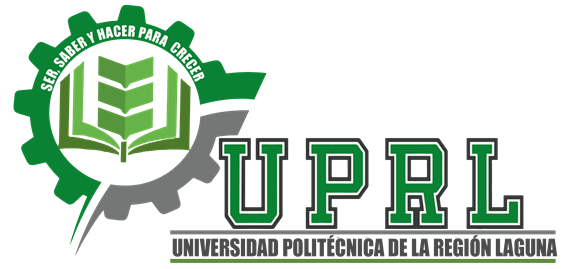 SER, SABER Y HACER PARA CRECER
UPRL
UNIVERSIDAD POLITÉCNICA DE LA REGIÓN LAGUNA